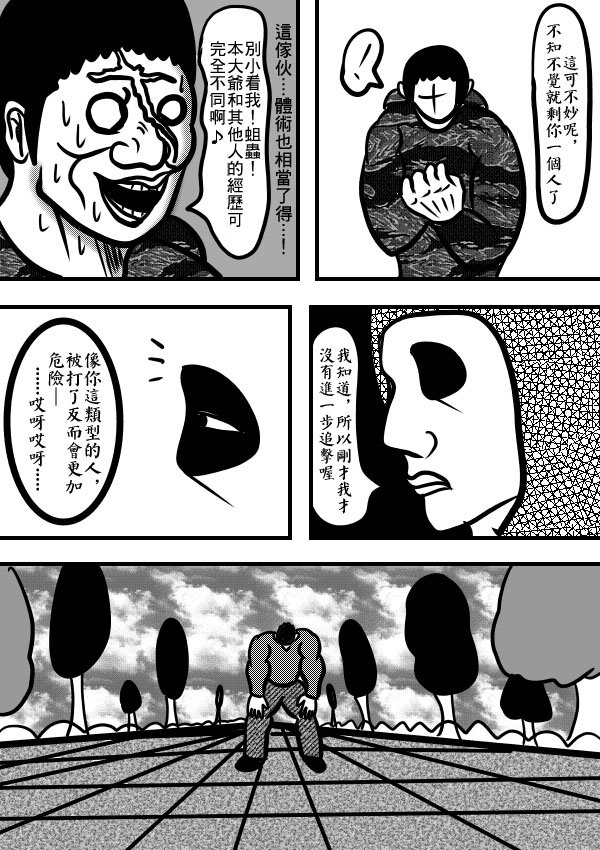 這可不妙呢，
不知不覺就剩你一個人了
這傢伙....體術也相當了得...！
別小看我！蛆蟲！
本大爺和其他人的經歷可
完全不同啊♪
我知道，所以剛才我才
沒有進一步追擊喔
像你這類型的人，
被打了反而會更加
危險—
……哎呀哎呀……